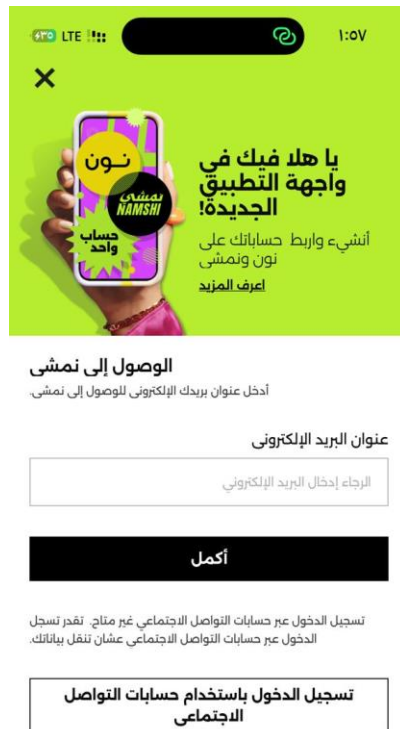 ١:٥٧
LTE
٣٥
يا هلا فيك في
واجهة التطبيق
الجديدة!
أنشيء واربط حساباتك على
نون ونمشي
اعرف المزيد
نون
نمشي
NAMSHI
حساب
واحد
الوصول إلى نمشي
أدخل عنوان بريدك الإلكتروني للوصول إلى نمشي.
عنوان البريد الإلكتروني
الرجاء إدخال البريد الإلكتروني
أكمل
تسجيل الدخول عبر حسابات التواصل الاجتماعي غير متاح. تقدر تسجل
الدخول عبر حسابات التواصل الاجتماعي عشان تنقل بياناتك.
تسجيل الدخول باستخدام حسابات التواصل
الاجتماعي